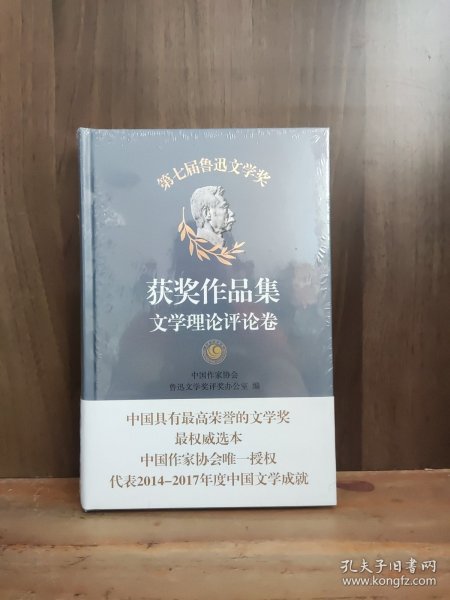 第七届鲁迅文学奖
获奖作品集
文学理论评论卷
中国作家协会
鲁迅文学奖评奖办公室 编
中国具有最高荣誉的文学奖
最权威选本
中国作家协会唯一授权
代表2014-2017年度中国文学成就
孔夫子旧书网
www.kongfz.com